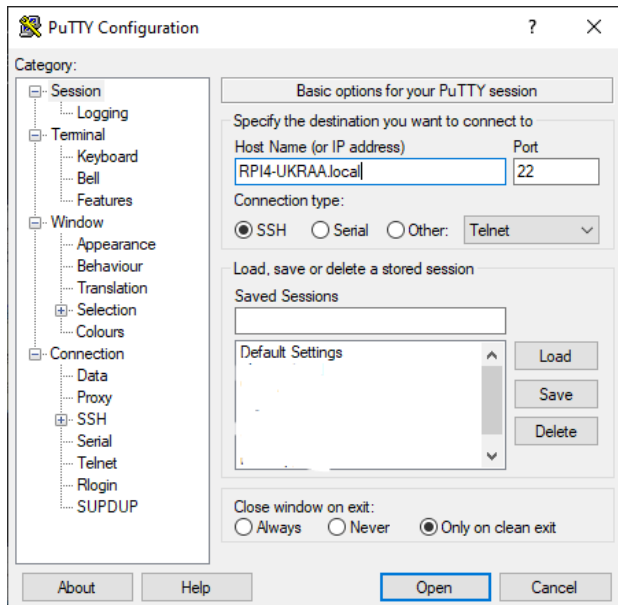 PuTTY Configuration
?
Category:
Session
Logging
Terminal
Keyboard
Bell
Features
Window
Appearance
Behaviour
Translation
Selection
Colours
Connection
Data
Proxy
SSH
Serial
Telnet
Rlogin
SUPDUP
Basic options for your PuTTY session
Specify the destination you want to connect to
Host Name (or IP address) Port
RPI4-UKRAA.local 22
Connection type:
SSH Serial Other: Telnet
Load, save or delete a stored session
Saved Sessions
Default Settings
Load
Save
Delete
Close window on exit:
Always Never Only on clean exit
About Help Open Cancel